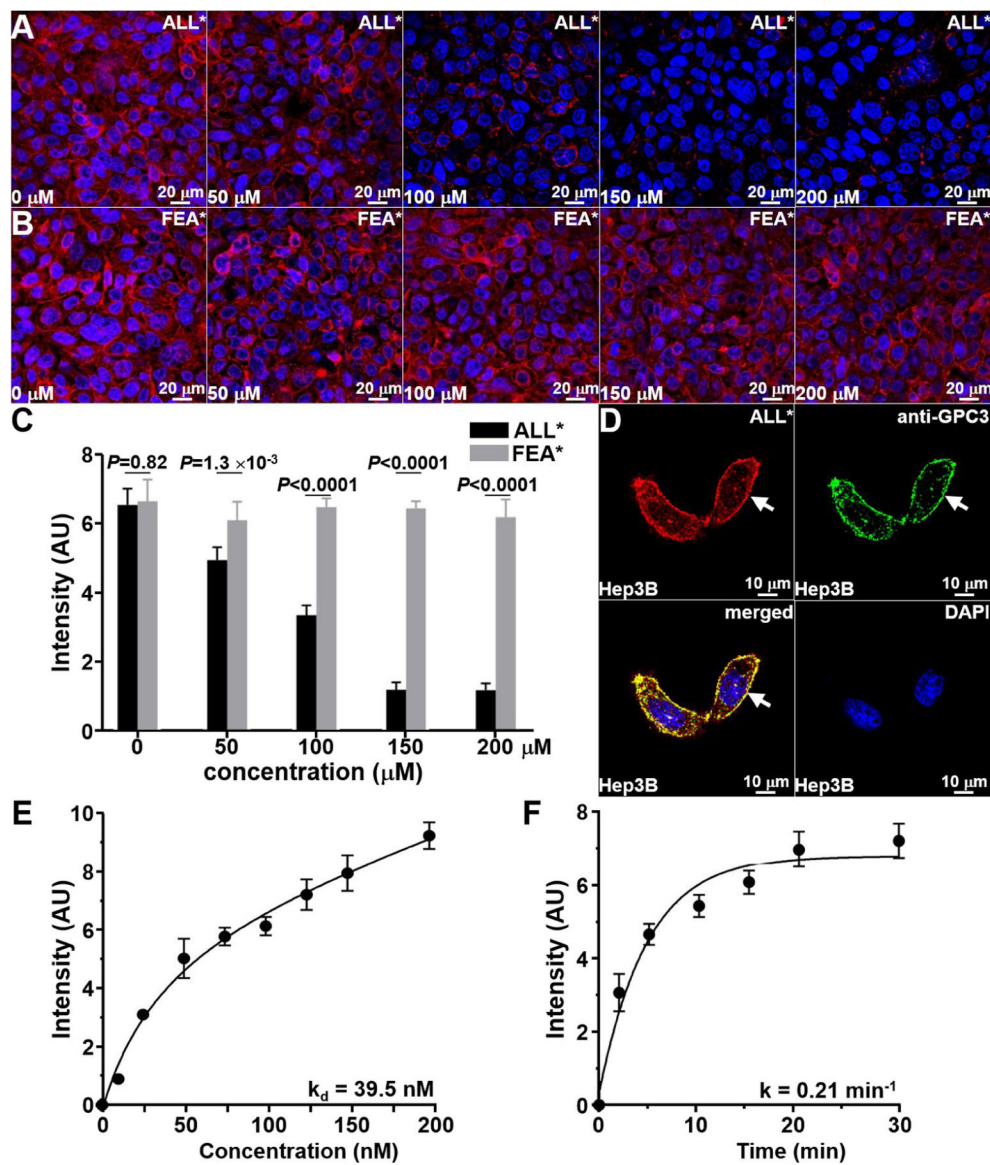 A ALL* ALL* ALL* ALL* ALL*
0 μM 20 μm 50 μM 20 μm 100 μM 20 μm 150 μM 20 μm 200 μM 20 μm
B FEA* FEA* FEA* FEA* FEA*
0 μM 20 μm 50 μM 20 μm 100 μM 20 μm 150 μM 20 μm 200 μM 20 μm
C
ALL*
FEA*
P=0.82 P=1.3 ×10-3 P<0.0001 P<0.0001 P<0.0001
Intensity (AU)
8
6
4
2
0
0 50 100 150 200 μM
concentration (μM)
D ALL* anti-GPC3
Hep3B 10 μm Hep3B 10 μm
merged DAPI
Hep3B 10 μm Hep3B 10 μm
E
Intensity (AU)
10
8
6
4
2
0
kd = 39.5 nM
0 50 100 150 200
Concentration (nM)
F
Intensity (AU)
8
6
4
2
0
k = 0.21 min-1
0 10 20 30
Time (min)